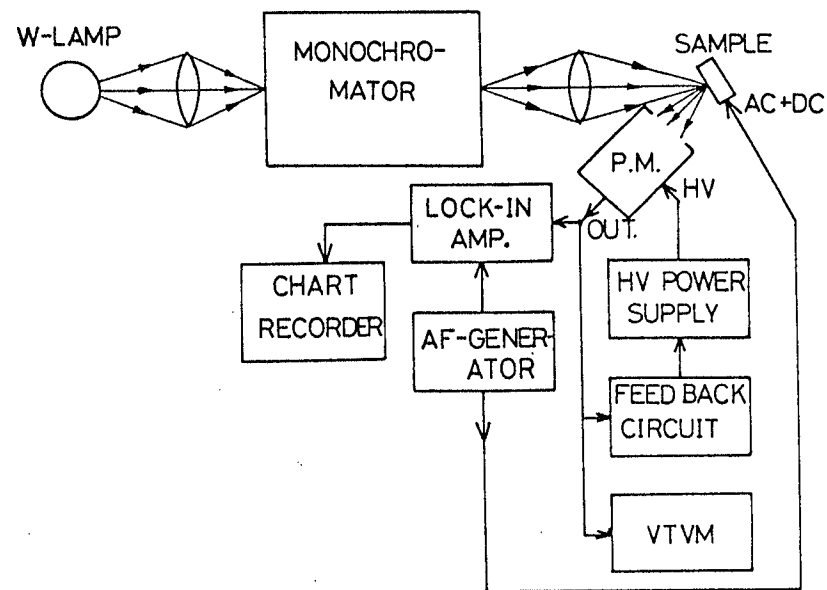 W-LAMP
MONOCHRO-
MATOR
SAMPLE
AC+DC
P.M.
HV
OUT.
LOCK-IN
AMP.
CHART
RECORDER
AF-GENER-
ATOR
HV POWER
SUPPLY
FEED BACK
CIRCUIT
VTVM